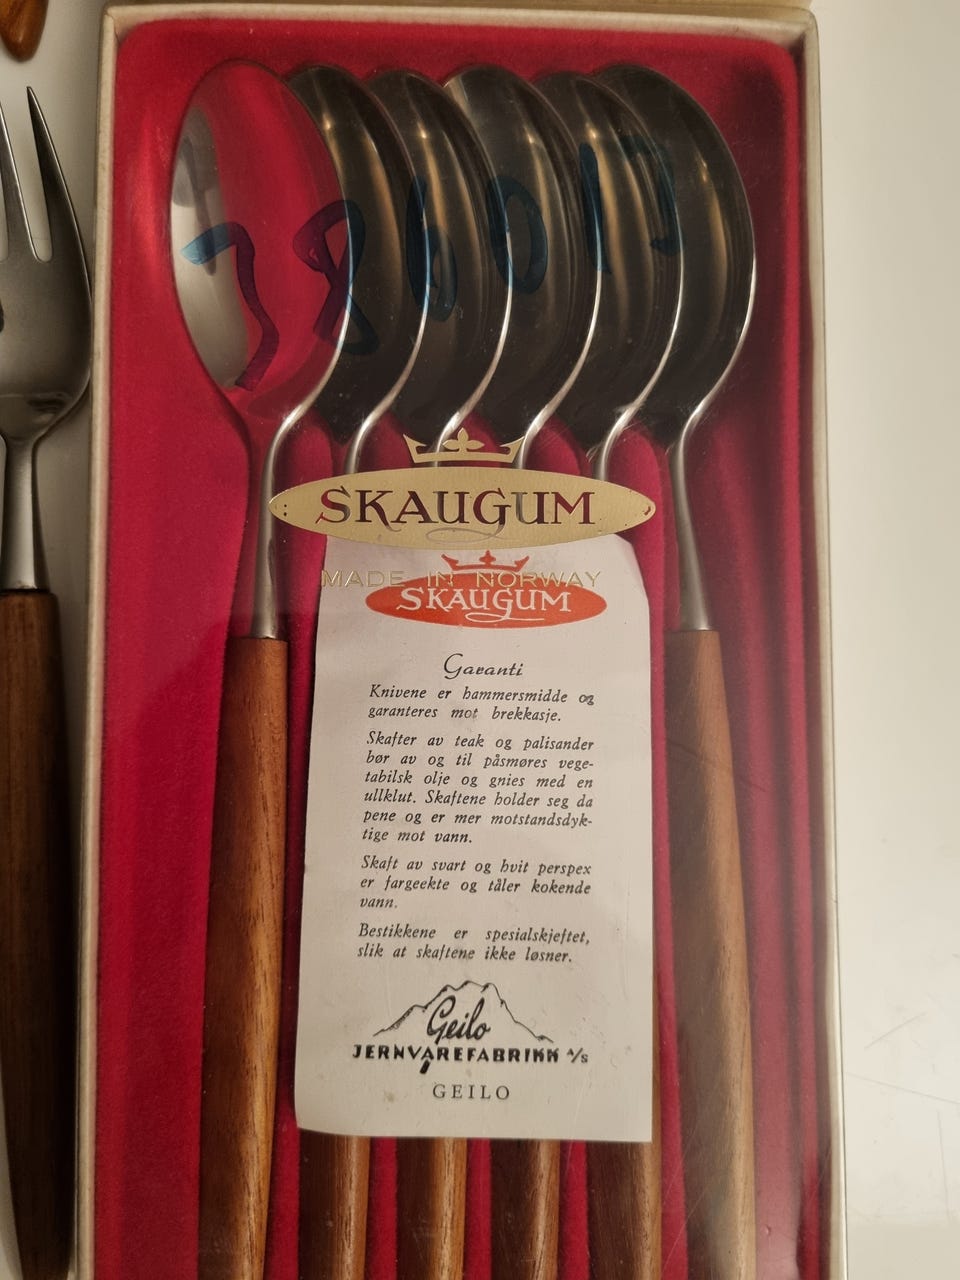 386017
SKAUGUM
MADE IN NORWAY
SKAUGUM
Garanti
Knivene er hammersmidde og
garanteres mot brekkasje.
Skafter av teak og palisander
bør av og til påsmøres vege-
tabilsk olje og gnies med en
ullklut. Skaftene holder seg da
pene og er mer motstandsdyk-
tige mot vann.
Skaft av svart og hvit perspex
er fargeekte og tåler kokende
vann.
Bestikkene er spesialskjeftet,
slik at skaftene ikke løsner.
Geilo
JERNVAREFABRIKK A/S
GEILO